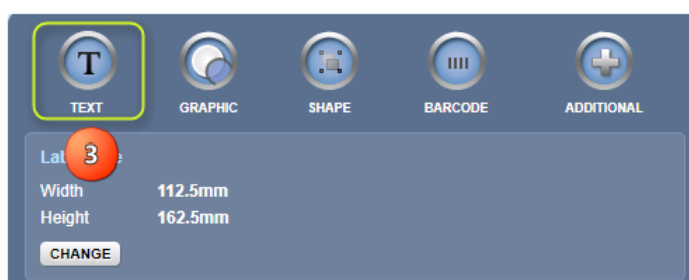 T
TEXT GRAPHIC SHAPE BARCODE ADDITIONAL
3
Width 112.5mm
Height 162.5mm
CHANGE